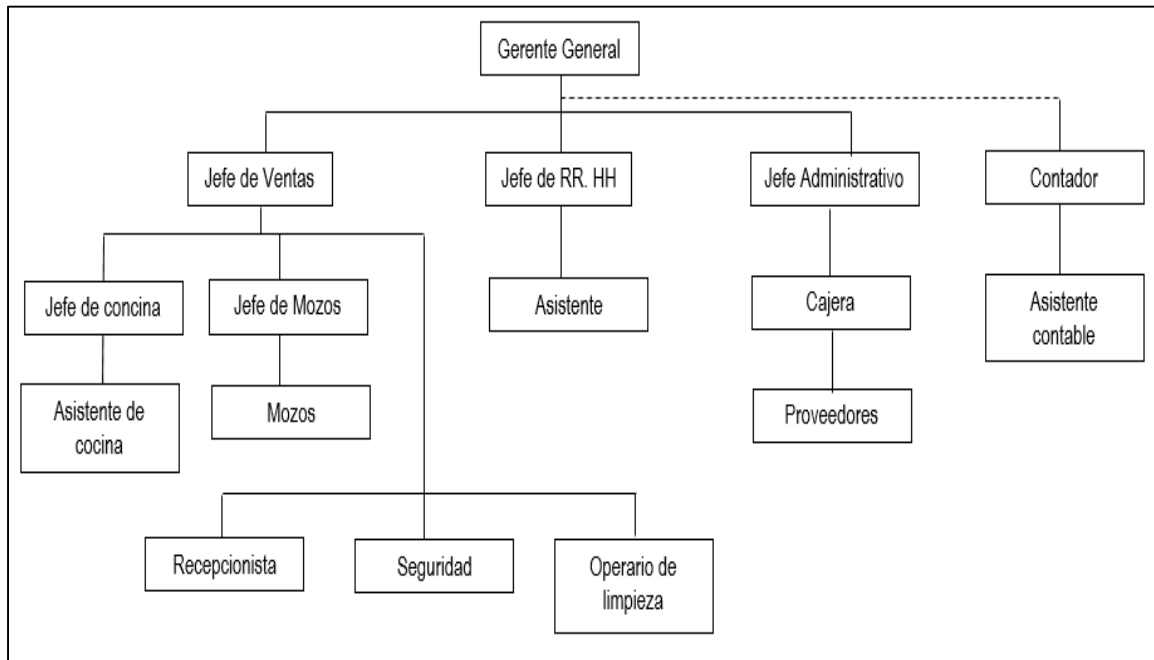 Gerente General
Jefe de Ventas
Jefe de RR. HH
Jefe Administrativo
Contador
Jefe de concina
Jefe de Mozos
Asistente
Cajera
Asistente
contable
Asistente de
cocina
Mozos
Proveedores
Recepcionista
Seguridad
Operario de
limpieza